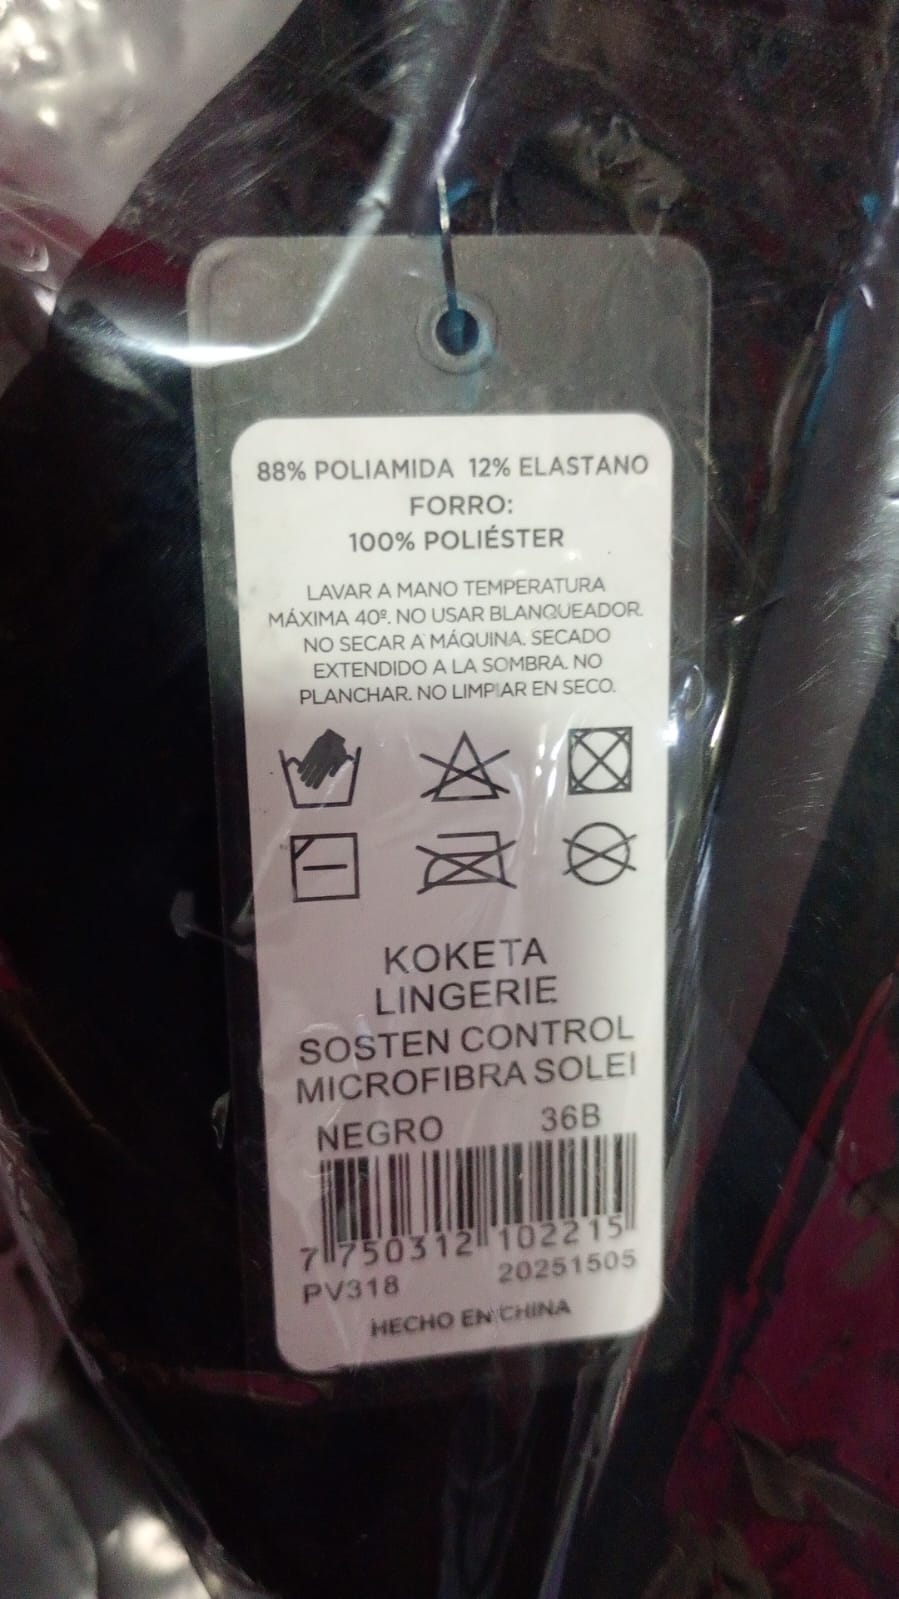 88% POLIAMIDA 12% ELASTANO
FORRO:
100% POLIÉSTER
LAVAR A MANO TEMPERATURA
MÁXIMA 40º. NO USAR BLANQUEADOR.
NO SECAR A MÁQUINA. SECADO
EXTENDIDO A LA SOMBRA. NO
PLANCHAR. NO LIMPIAR EN SECO.
KOKETA
LINGERIE
SOSTEN CONTROL
MICROFIBRA SOLEI
NEGRO 36B
7 750312 102215
PV318 20251505
HECHO EN CHINA